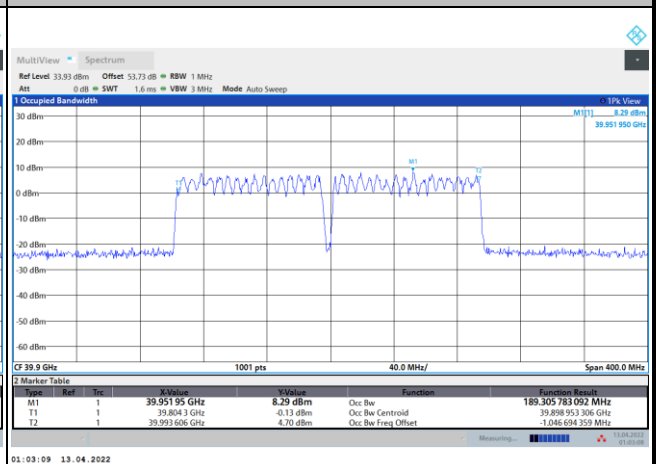 MultiView Spectrum
Ref Level 33.93 dBm Offset 53.73 dB RBW 1 MHz
Att 0 dB SWT 1.6 ms VBW 3 MHz Mode Auto Sweep
1 Occupied Bandwidth 1Pk View
M1[1] 8.29 dBm
39.951 950 GHz
30 dBm
20 dBm
10 dBm
0 dBm
-10 dBm
-20 dBm
-30 dBm
-40 dBm
-50 dBm
-60 dBm
T1
M1
T2
CF 39.9 GHz 1001 pts 40.0 MHz/ Span 400.0 MHz
2 Marker Table
Type Ref Trc X-Value Y-Value Function Function Result
M1 1 39.951 95 GHz 8.29 dBm Occ Bw 189.305 783 092 MHz
T1 1 39.804 3 GHz -0.13 dBm Occ Bw Centroid 39.898 953 306 GHz
T2 1 39.993 606 GHz 4.70 dBm Occ Bw Freq Offset -1.046 694 359 MHz
Measuring... 13.04.2022
01:03:08
01:03:09 13.04.2022